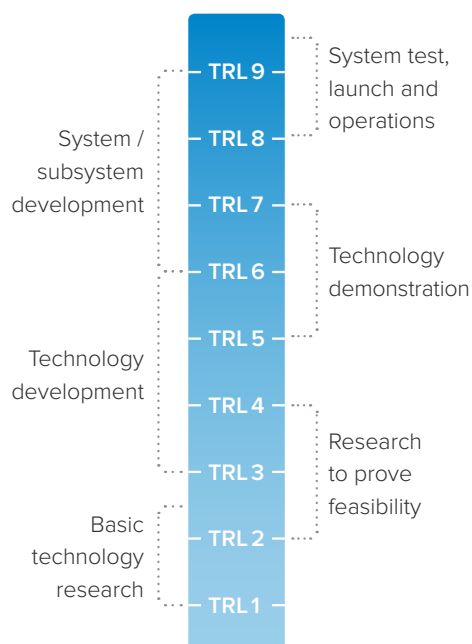 TRL 9
System test,
launch and
operations
TRL 8
System /
subsystem
development
TRL 7
Technology
demonstration
TRL 6
TRL 5
Technology
development
TRL 4
Research
to prove
feasibility
TRL 3
Basic
technology
research
TRL 2
TRL 1